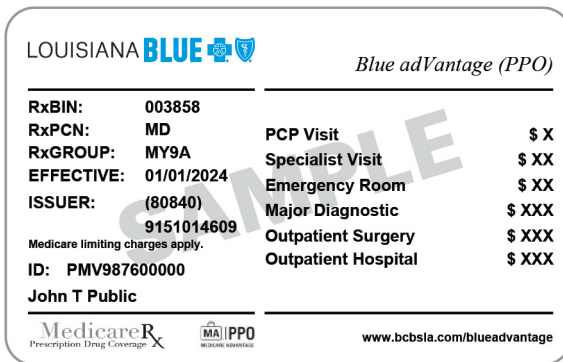 LOUISIANA BLUE
Blue adVantage (PPO)
RxBIN: 003858
RxPCN: MD
RxGROUP: MY9A
EFFECTIVE: 01/01/2024
ISSUER: (80840)
9151014609
Medicare limiting charges apply.
ID: PMV987600000
John T Public
SAMPLE
PCP Visit $ X
Specialist Visit $ XX
Emergency Room $ XX
Major Diagnostic $ XXX
Outpatient Surgery $ XXX
Outpatient Hospital $ XXX
MedicareRx
Prescription Drug Coverage
MA PPO
MEDICARE ADVANTAGE
www.bcbsla.com/blueadvantage